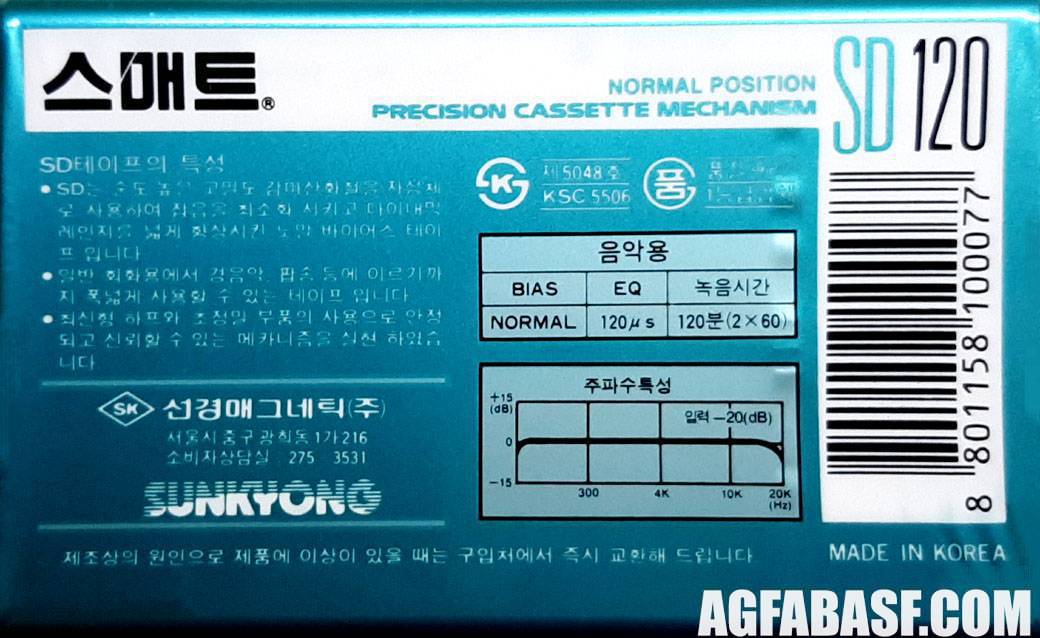 스매트®
NORMAL POSITION
PRECISION CASSETTE MECHANISM
SD 120
SD테이프의 특성
• SD는 순도 높은 고밀도 감마산화철을 자성체
로 사용하여 잡음을 최소화 시키고 다이내믹
레인지를 넓게 향상시킨 노말 바이어스 테이
프 입니다
• 일반 회화용에서 경음악, 팝송 등에 이르기까
지 폭넓게 사용할 수 있는 테이프 입니다
• 최신형 하프와 초정밀 부품의 사용으로 안정
되고 신뢰할 수 있는 메카니즘을 실현 하였습
니다
SK 선경매그네틱(주)
서울시 중구 광희동 1가 216
소비자상담실 275 3531
SUNKYONG
제 5048 호
KSC 5506
품
음악용
BIAS EQ 녹음시간
NORMAL 120μs 120분(2×60)
주파수특성
+15
(dB)
입력 −20(dB)
0
−15
300 4K 10K 20K
(Hz)
8 801158 100077
제조상의 원인으로 제품에 이상이 있을 때는 구입처에서 즉시 교환해 드립니다
MADE IN KOREA
AGFABASF.COM